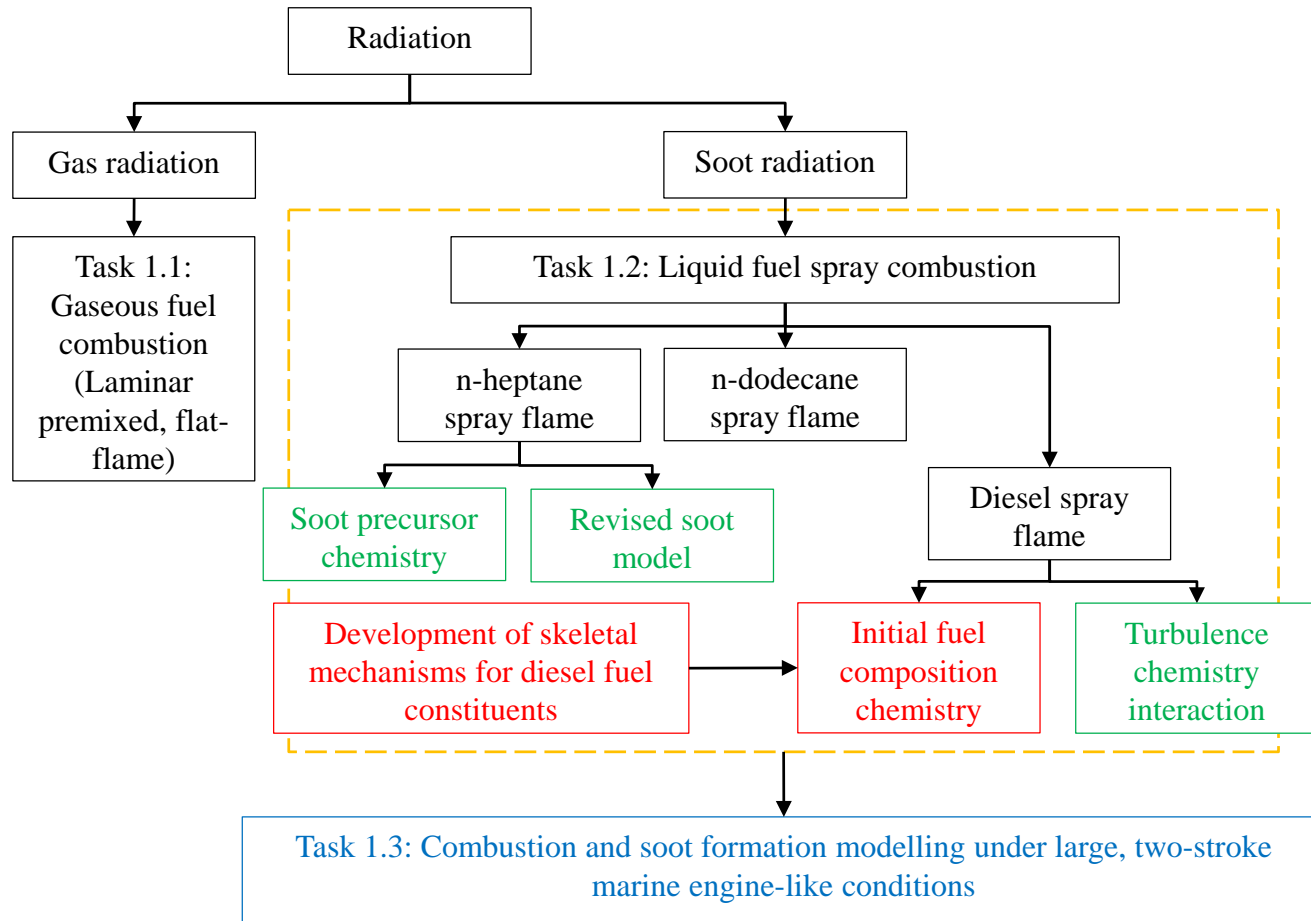 Radiation
Gas radiation
Soot radiation
Task 1.1:
Gaseous fuel
combustion
(Laminar
premixed, flat-
flame)
Task 1.2: Liquid fuel spray combustion
n-heptane
spray flame
n-dodecane
spray flame
Diesel spray
flame
Soot precursor
chemistry
Revised soot
model
Development of skeletal
mechanisms for diesel fuel
constituents
Initial fuel
composition
chemistry
Turbulence
chemistry
interaction
Task 1.3: Combustion and soot formation modelling under large, two-stroke
marine engine-like conditions